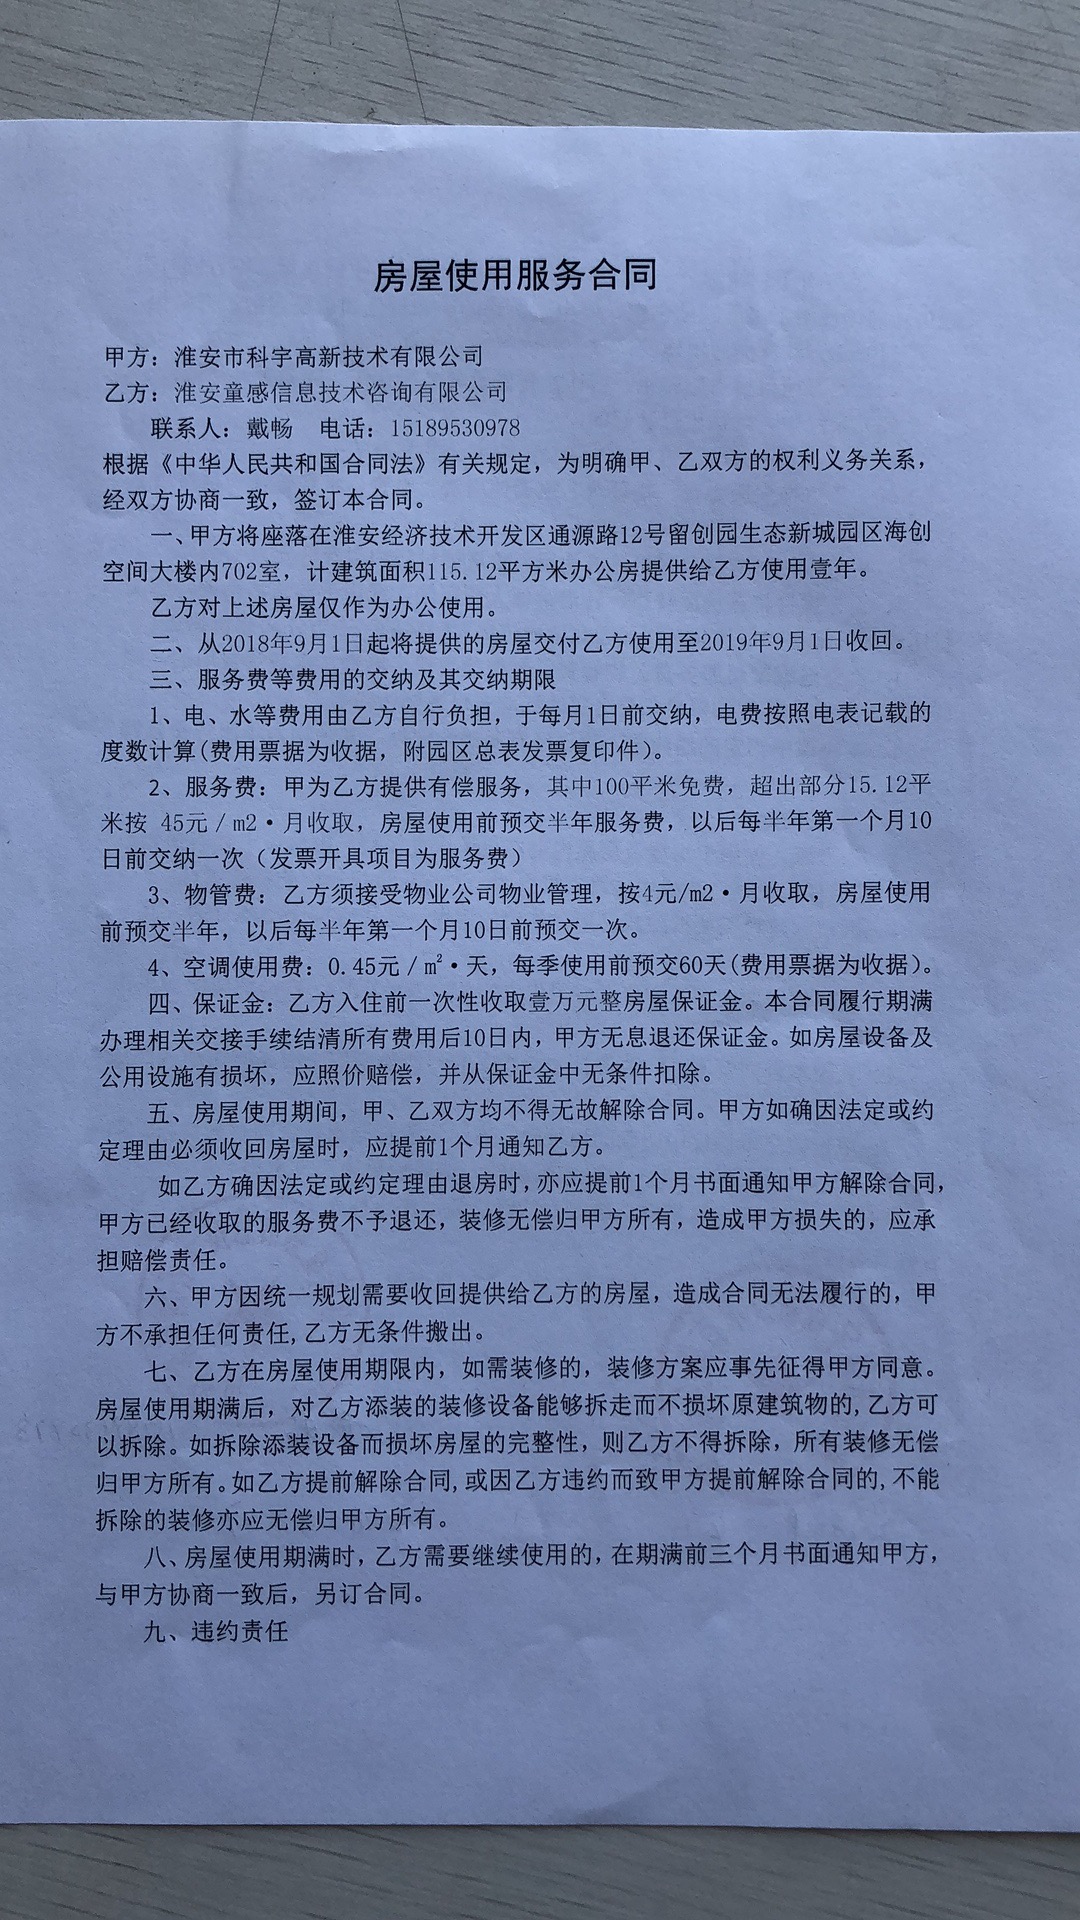 房屋使用服务合同
甲方：淮安市科宇高新技术有限公司
乙方：淮安童感信息技术咨询有限公司
联系人：戴畅　电话：15189530978
根据《中华人民共和国合同法》有关规定，为明确甲、乙双方的权利义务关系，
经双方协商一致，签订本合同。
一、甲方将座落在淮安经济技术开发区通源路12号留创园生态新城园区海创
空间大楼内702室，计建筑面积115.12平方米办公房提供给乙方使用壹年。
乙方对上述房屋仅作为办公使用。
二、从2018年9月1日起将提供的房屋交付乙方使用至2019年9月1日收回。
三、服务费等费用的交纳及其交纳期限
1、电、水等费用由乙方自行负担，于每月1日前交纳，电费按照电表记载的
度数计算(费用票据为收据，附园区总表发票复印件)。
2、服务费：甲为乙方提供有偿服务，其中100平米免费，超出部分15.12平
米按 45元／m2·月收取，房屋使用前预交半年服务费，以后每半年第一个月10
日前交纳一次（发票开具项目为服务费）
3、物管费：乙方须接受物业公司物业管理，按4元/m2·月收取，房屋使用
前预交半年，以后每半年第一个月10日前预交一次。
4、空调使用费：0.45元／㎡·天，每季使用前预交60天(费用票据为收据)。
四、保证金：乙方入住前一次性收取壹万元整房屋保证金。本合同履行期满
办理相关交接手续结清所有费用后10日内，甲方无息退还保证金。如房屋设备及
公用设施有损坏，应照价赔偿，并从保证金中无条件扣除。
五、房屋使用期间，甲、乙双方均不得无故解除合同。甲方如确因法定或约
定理由必须收回房屋时，应提前1个月通知乙方。
如乙方确因法定或约定理由退房时,亦应提前1个月书面通知甲方解除合同，
甲方已经收取的服务费不予退还，装修无偿归甲方所有，造成甲方损失的，应承
担赔偿责任。
六、甲方因统一规划需要收回提供给乙方的房屋，造成合同无法履行的，甲
方不承担任何责任,乙方无条件搬出。
七、乙方在房屋使用期限内，如需装修的，装修方案应事先征得甲方同意。
房屋使用期满后，对乙方添装的装修设备能够拆走而不损坏原建筑物的,乙方可
以拆除。如拆除添装设备而损坏房屋的完整性，则乙方不得拆除，所有装修无偿
归甲方所有。如乙方提前解除合同,或因乙方违约而致甲方提前解除合同的,不能
拆除的装修亦应无偿归甲方所有。
八、房屋使用期满时,乙方需要继续使用的,在期满前三个月书面通知甲方，
与甲方协商一致后，另订合同。
九、违约责任